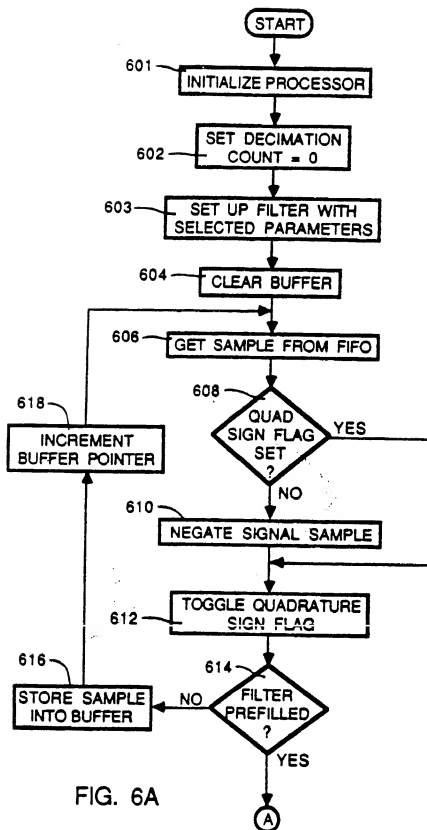 START
601
INITIALIZE PROCESSOR
602
SET DECIMATION
COUNT = 0
603
SET UP FILTER WITH
SELECTED PARAMETERS
604
CLEAR BUFFER
606
GET SAMPLE FROM FIFO
608
QUAD
SIGN FLAG
SET
?
YES
NO
618
INCREMENT
BUFFER POINTER
610
NEGATE SIGNAL SAMPLE
612
TOGGLE QUADRATURE
SIGN FLAG
614
FILTER
PREFILLED
?
NO
YES
616
STORE SAMPLE
INTO BUFFER
FIG. 6A
A